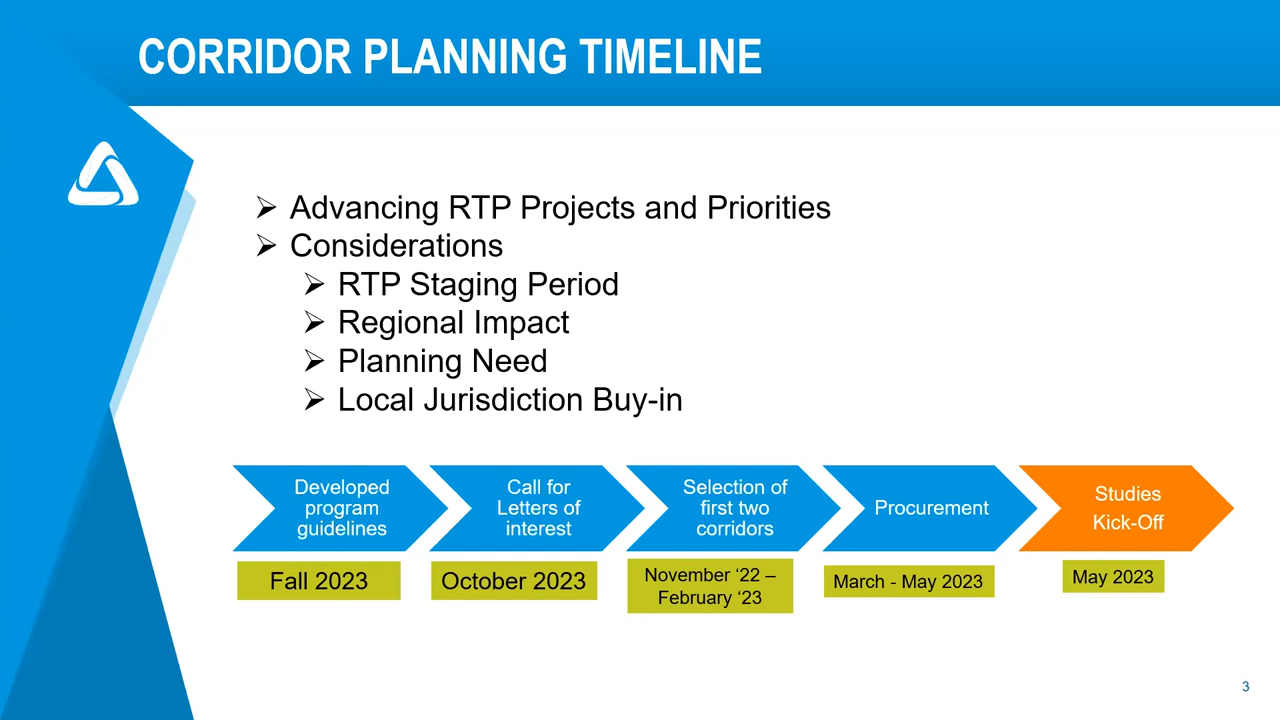 CORRIDOR PLANNING TIMELINE
➢ Advancing RTP Projects and Priorities
➢ Considerations
➢ RTP Staging Period
➢ Regional Impact
➢ Planning Need
➢ Local Jurisdiction Buy-in
Developed
program
guidelines
Call for
Letters of
interest
Selection of
first two
corridors
Procurement
Studies
Kick-Off
Fall 2023
October 2023
November ‘22 –
February ‘23
March - May 2023
May 2023
3